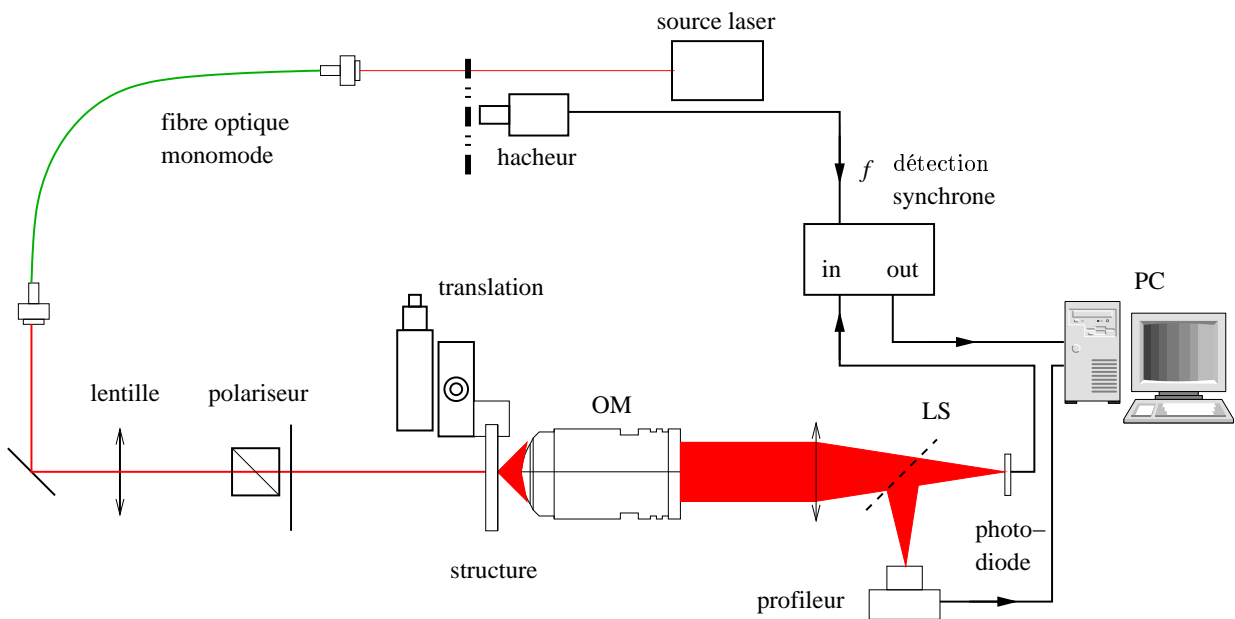 source laser
fibre optique
monomode
hacheur
f
détection
synchrone
in
out
PC
translation
lentille
polariseur
OM
LS
structure
photo–
diode
profileur